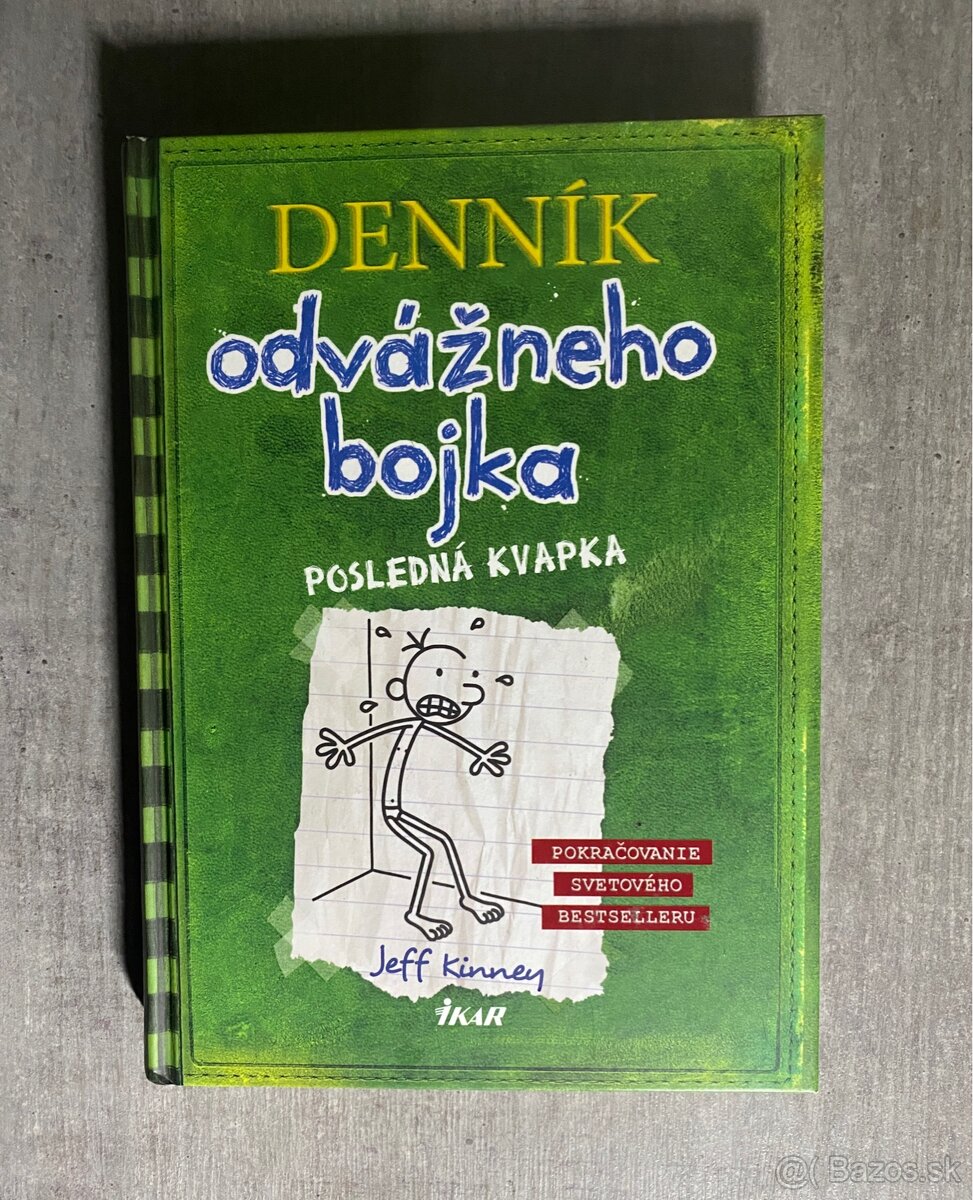 DENNÍK
odvážneho
bojka
POSLEDNÁ KVAPKA
POKRAČOVANIE
SVETOVÉHO
BESTSELLERU
Jeff Kinney
iKAR
@( Bazos.sk